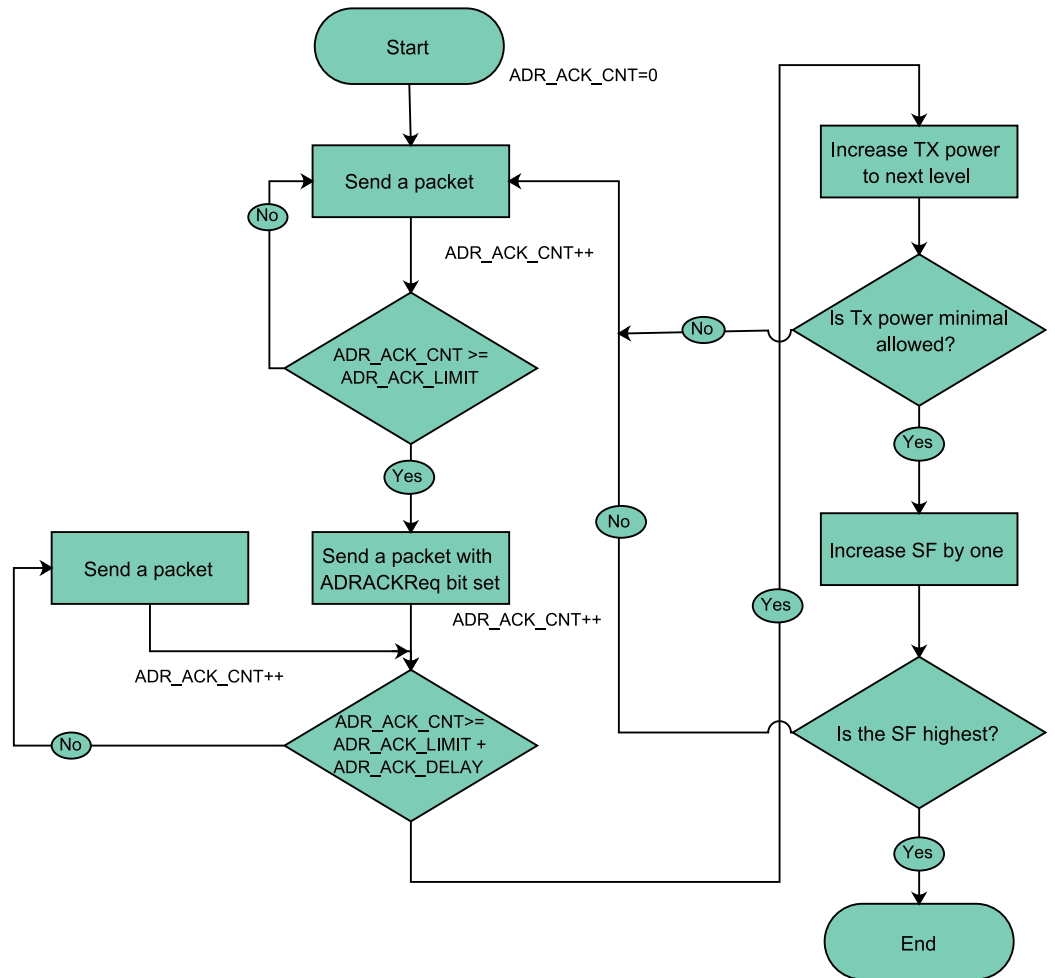 Start
ADR_ACK_CNT=0
Send a packet
No
ADR_ACK_CNT++
ADR_ACK_CNT >=
ADR_ACK_LIMIT
Yes
Send a packet with
ADRACKReq bit set
ADR_ACK_CNT++
Send a packet
ADR_ACK_CNT++
ADR_ACK_CNT>=
ADR_ACK_LIMIT +
ADR_ACK_DELAY
No
Yes
Increase TX power
to next level
Is Tx power minimal
allowed?
No
Yes
Increase SF by one
No
Is the SF highest?
Yes
End